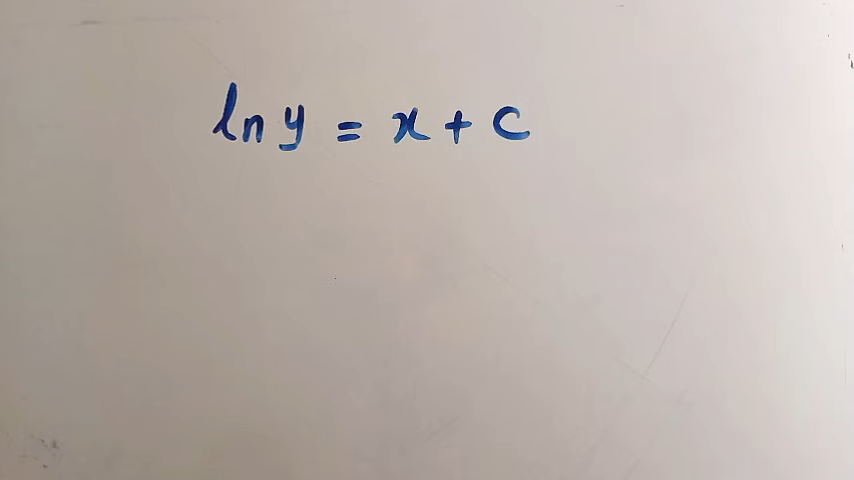 ln y = x + c